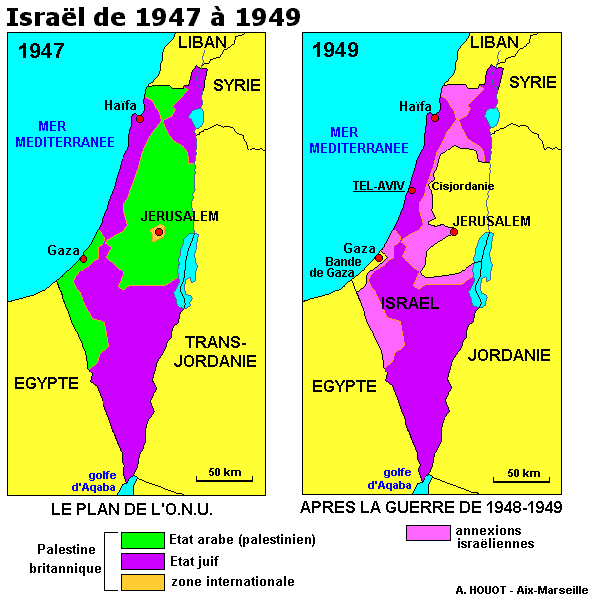 Israël de 1947 à 1949
1947
LIBAN
SYRIE
Haïfa
MER
MEDITERRANEE
JERUSALEM
Gaza
TRANS-
JORDANIE
EGYPTE
golfe
d'Aqaba
50 km
LE PLAN DE L'O.N.U.
1949
LIBAN
SYRIE
Haïfa
MER
MEDITERRANEE
TEL-AVIV
Cisjordanie
JERUSALEM
Gaza
Bande
de Gaza
ISRAEL
JORDANIE
EGYPTE
golfe
d'Aqaba
50 km
APRES LA GUERRE DE 1948-1949
Palestine
britannique
Etat arabe (palestinien)
Etat juif
zone internationale
annexions
israëliennes
A. HOUOT - Aix-Marseille